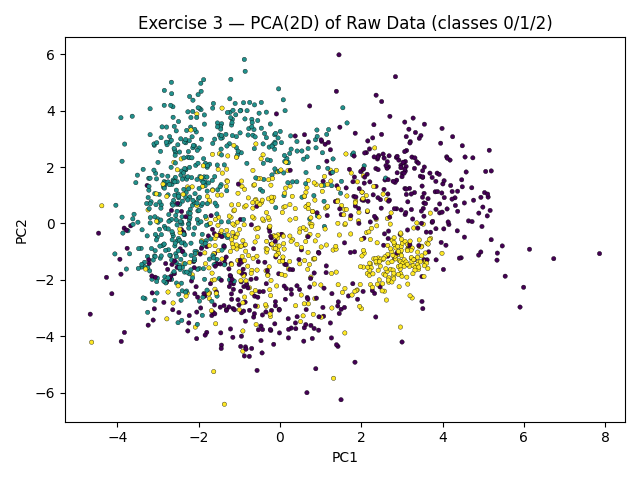 Exercise 3 — PCA(2D) of Raw Data (classes 0/1/2)
6
4
2
0
−2
−4
−6
PC2
−4 −2 0 2 4 6 8
PC1